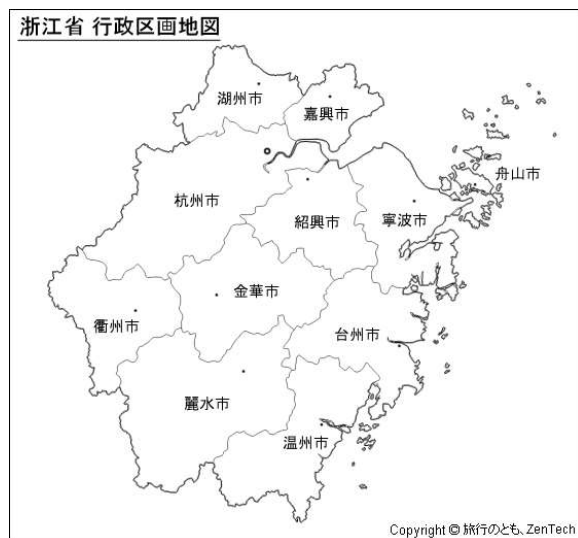 浙江省 行政区画地図
湖州市
嘉興市
舟山市
杭州市
紹興市
寧波市
金華市
衢州市
台州市
麗水市
温州市
Copyright © 旅行のとも、ZenTech